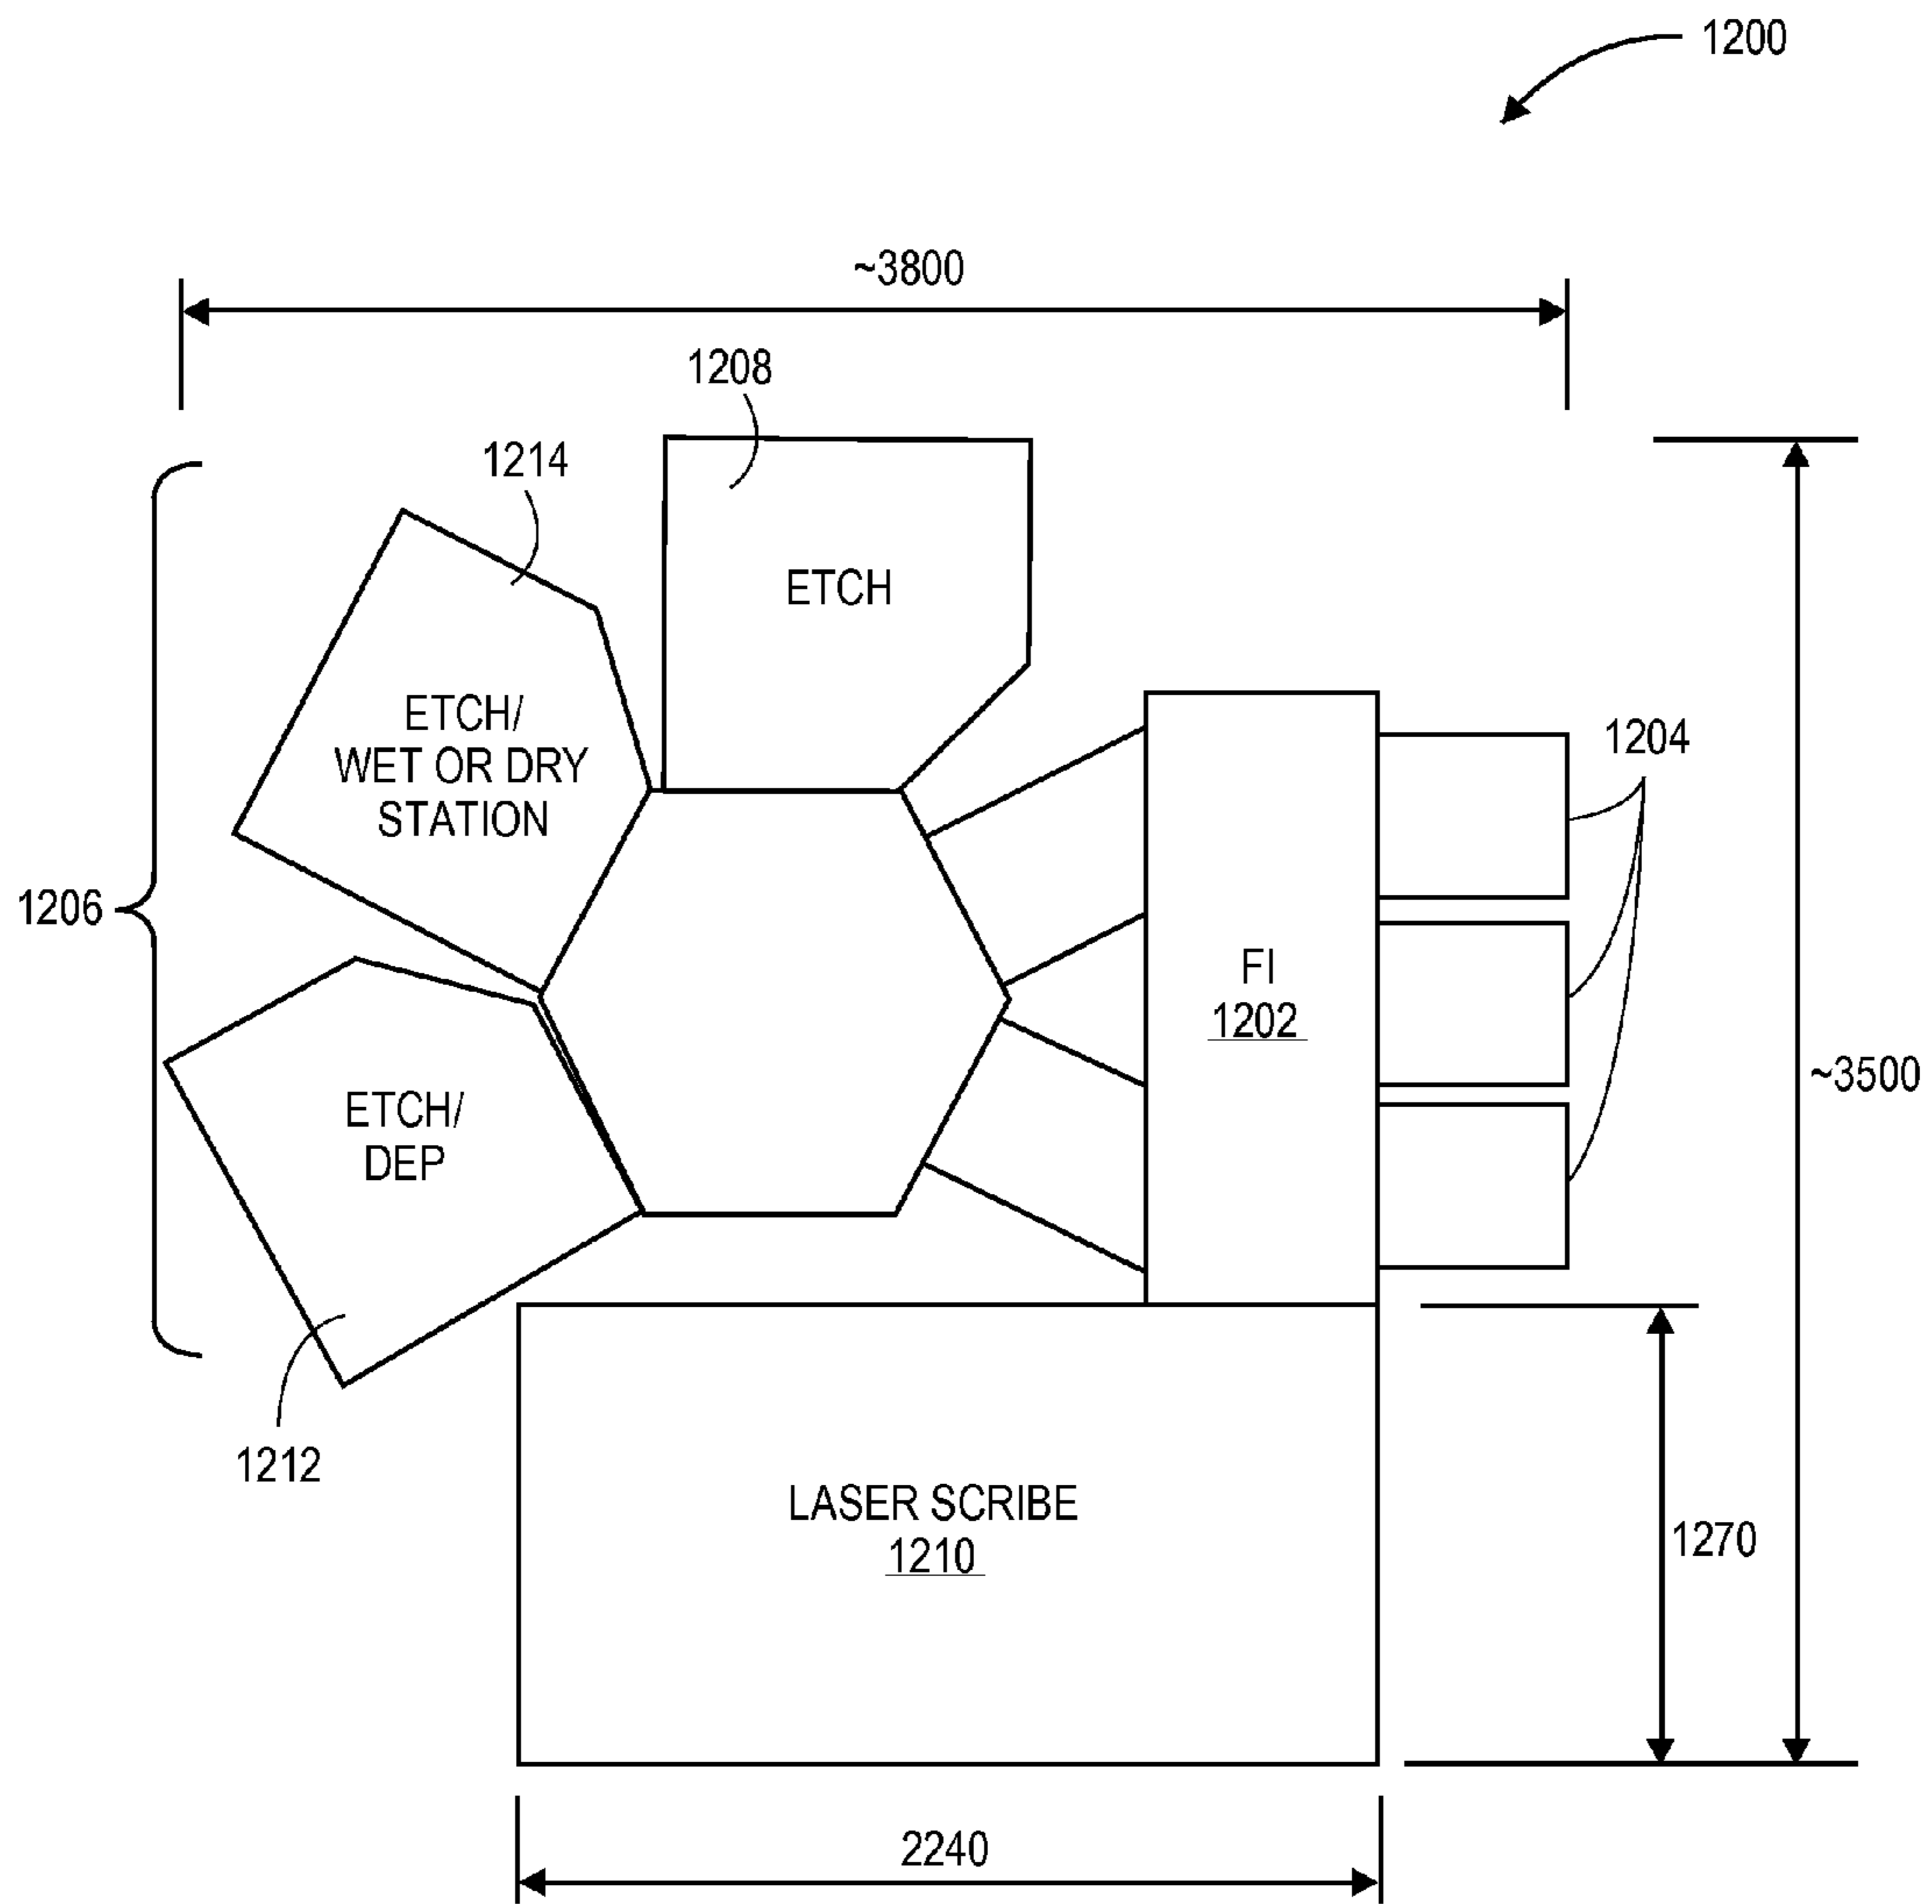 1200
~3800
1208
1214
ETCH
ETCH/
WET OR DRY
STATION
1204
1206
FI
1202
~3500
ETCH/
DEP
1212
LASER SCRIBE
1210
1270
2240